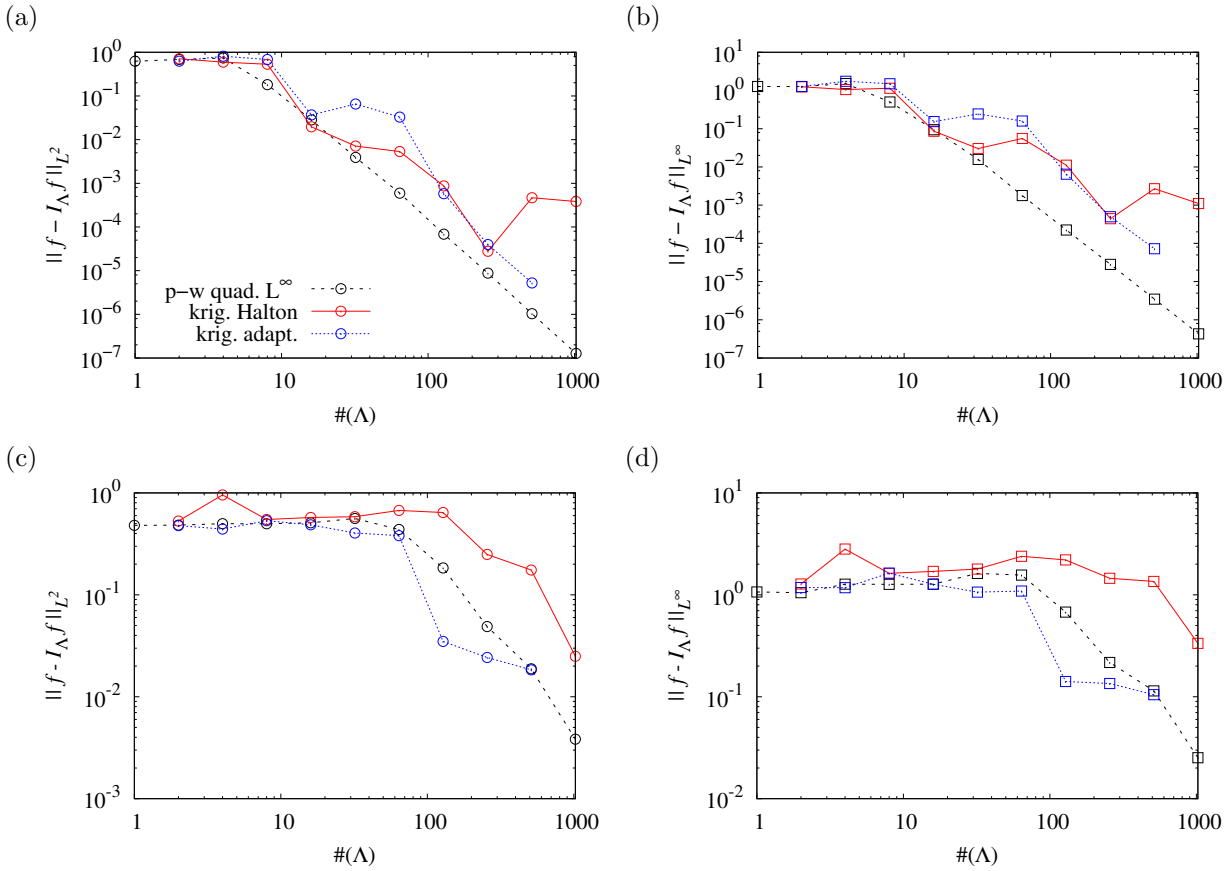 (a)
10^0
10^-1
10^-2
10^-3
10^-4
10^-5
10^-6
10^-7
|| f − I_Λ f ||_L^2
p−w quad. L^∞
krig. Halton
krig. adapt.
1 10 100 1000
#(Λ)
(b)
10^1
10^0
10^-1
10^-2
10^-3
10^-4
10^-5
10^-6
10^-7
|| f − I_Λ f ||_L^∞
1 10 100 1000
#(Λ)
(c)
10^0
10^-1
10^-2
10^-3
|| f - I_Λ f ||_L^2
1 10 100 1000
#(Λ)
(d)
10^1
10^0
10^-1
10^-2
|| f - I_Λ f ||_L^∞
1 10 100 1000
#(Λ)